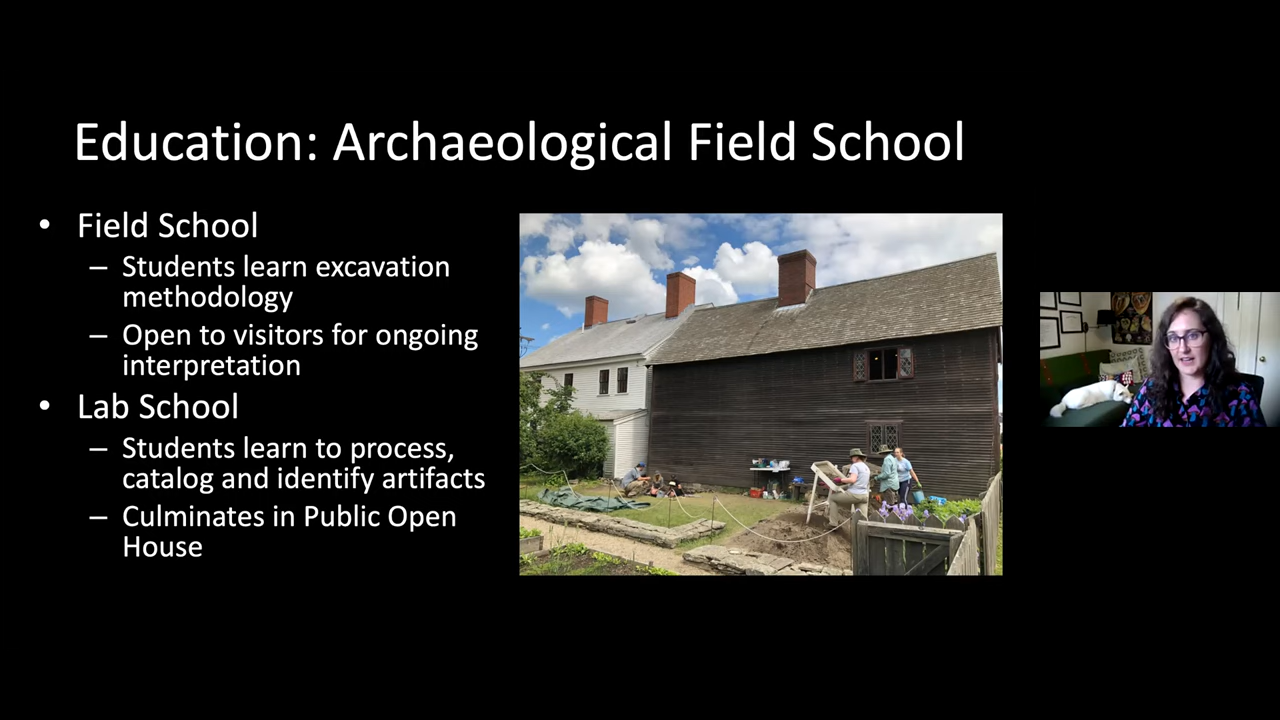 Education: Archaeological Field School
• Field School
– Students learn excavation
methodology
– Open to visitors for ongoing
interpretation
• Lab School
– Students learn to process,
catalog and identify artifacts
– Culminates in Public Open
House